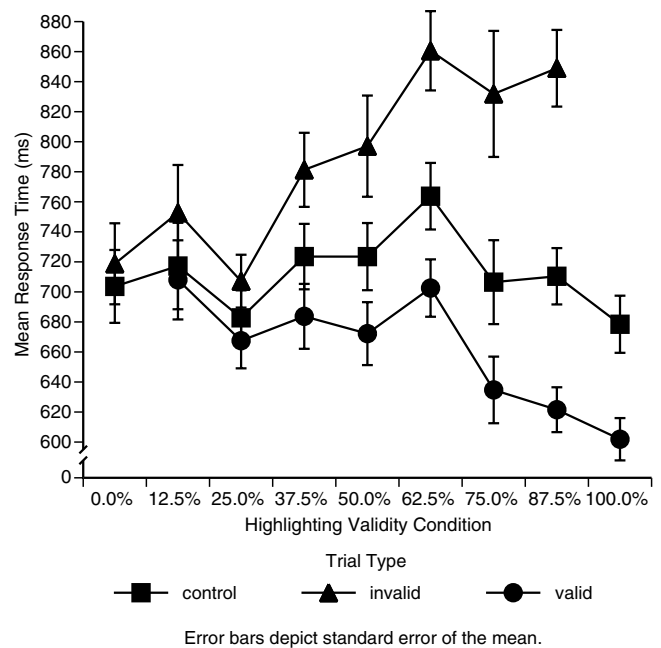 880
860
840
820
800
780
760
740
720
700
680
660
640
620
600
0
Mean Response Time (ms)
0.0% 12.5% 25.0% 37.5% 50.0% 62.5% 75.0% 87.5% 100.0%
Highlighting Validity Condition
Trial Type
control invalid valid
Error bars depict standard error of the mean.